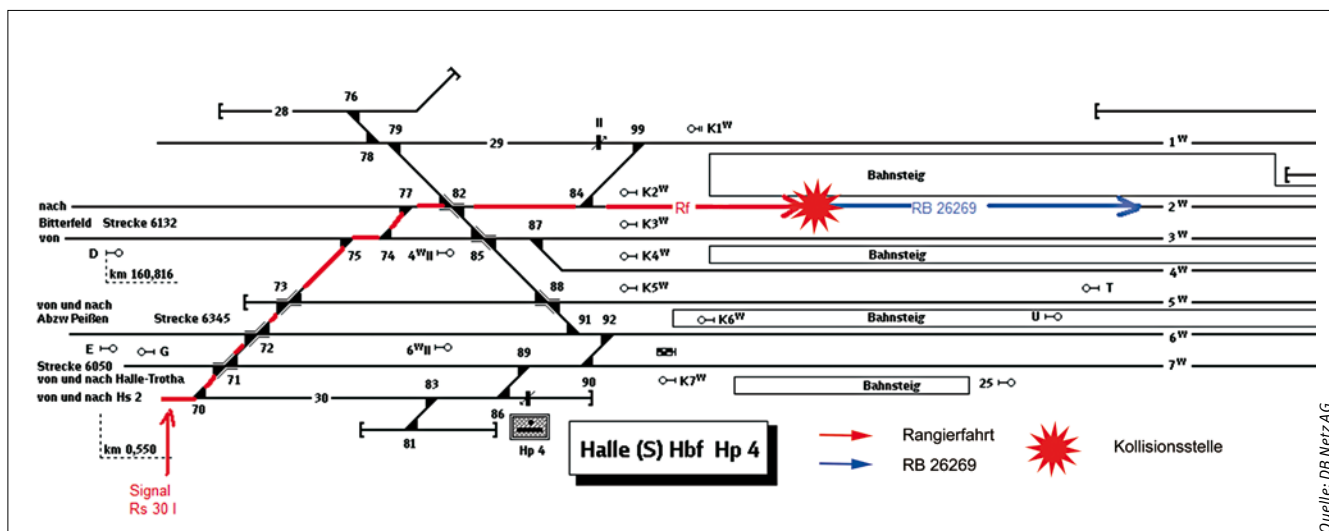 76
28
79
II
99
K1W
29
1W
78
Bahnsteig
77
82
84
K2W
nach
Rf
RB 26269
2W
Bitterfeld Strecke 6132
K3W
87
von
3W
D
75
74
4WII
85
K4W
Bahnsteig
km 160,816
4W
73
88
K5W
T
von und nach
5W
Abzw Peißen Strecke 6345
91
92
K6W
Bahnsteig
U
6W
72
E
G
6WII
89
Strecke 6050
7W
71
von und nach Halle-Trotha
K7W
Bahnsteig
25
83
90
von und nach Hs 2
30
70
86
km 0,550
81
Hp 4
Halle (S) Hbf Hp 4
Rangierfahrt
Kollisionsstelle
RB 26269
Signal
Rs 30 I
Quelle: DB Netz AG